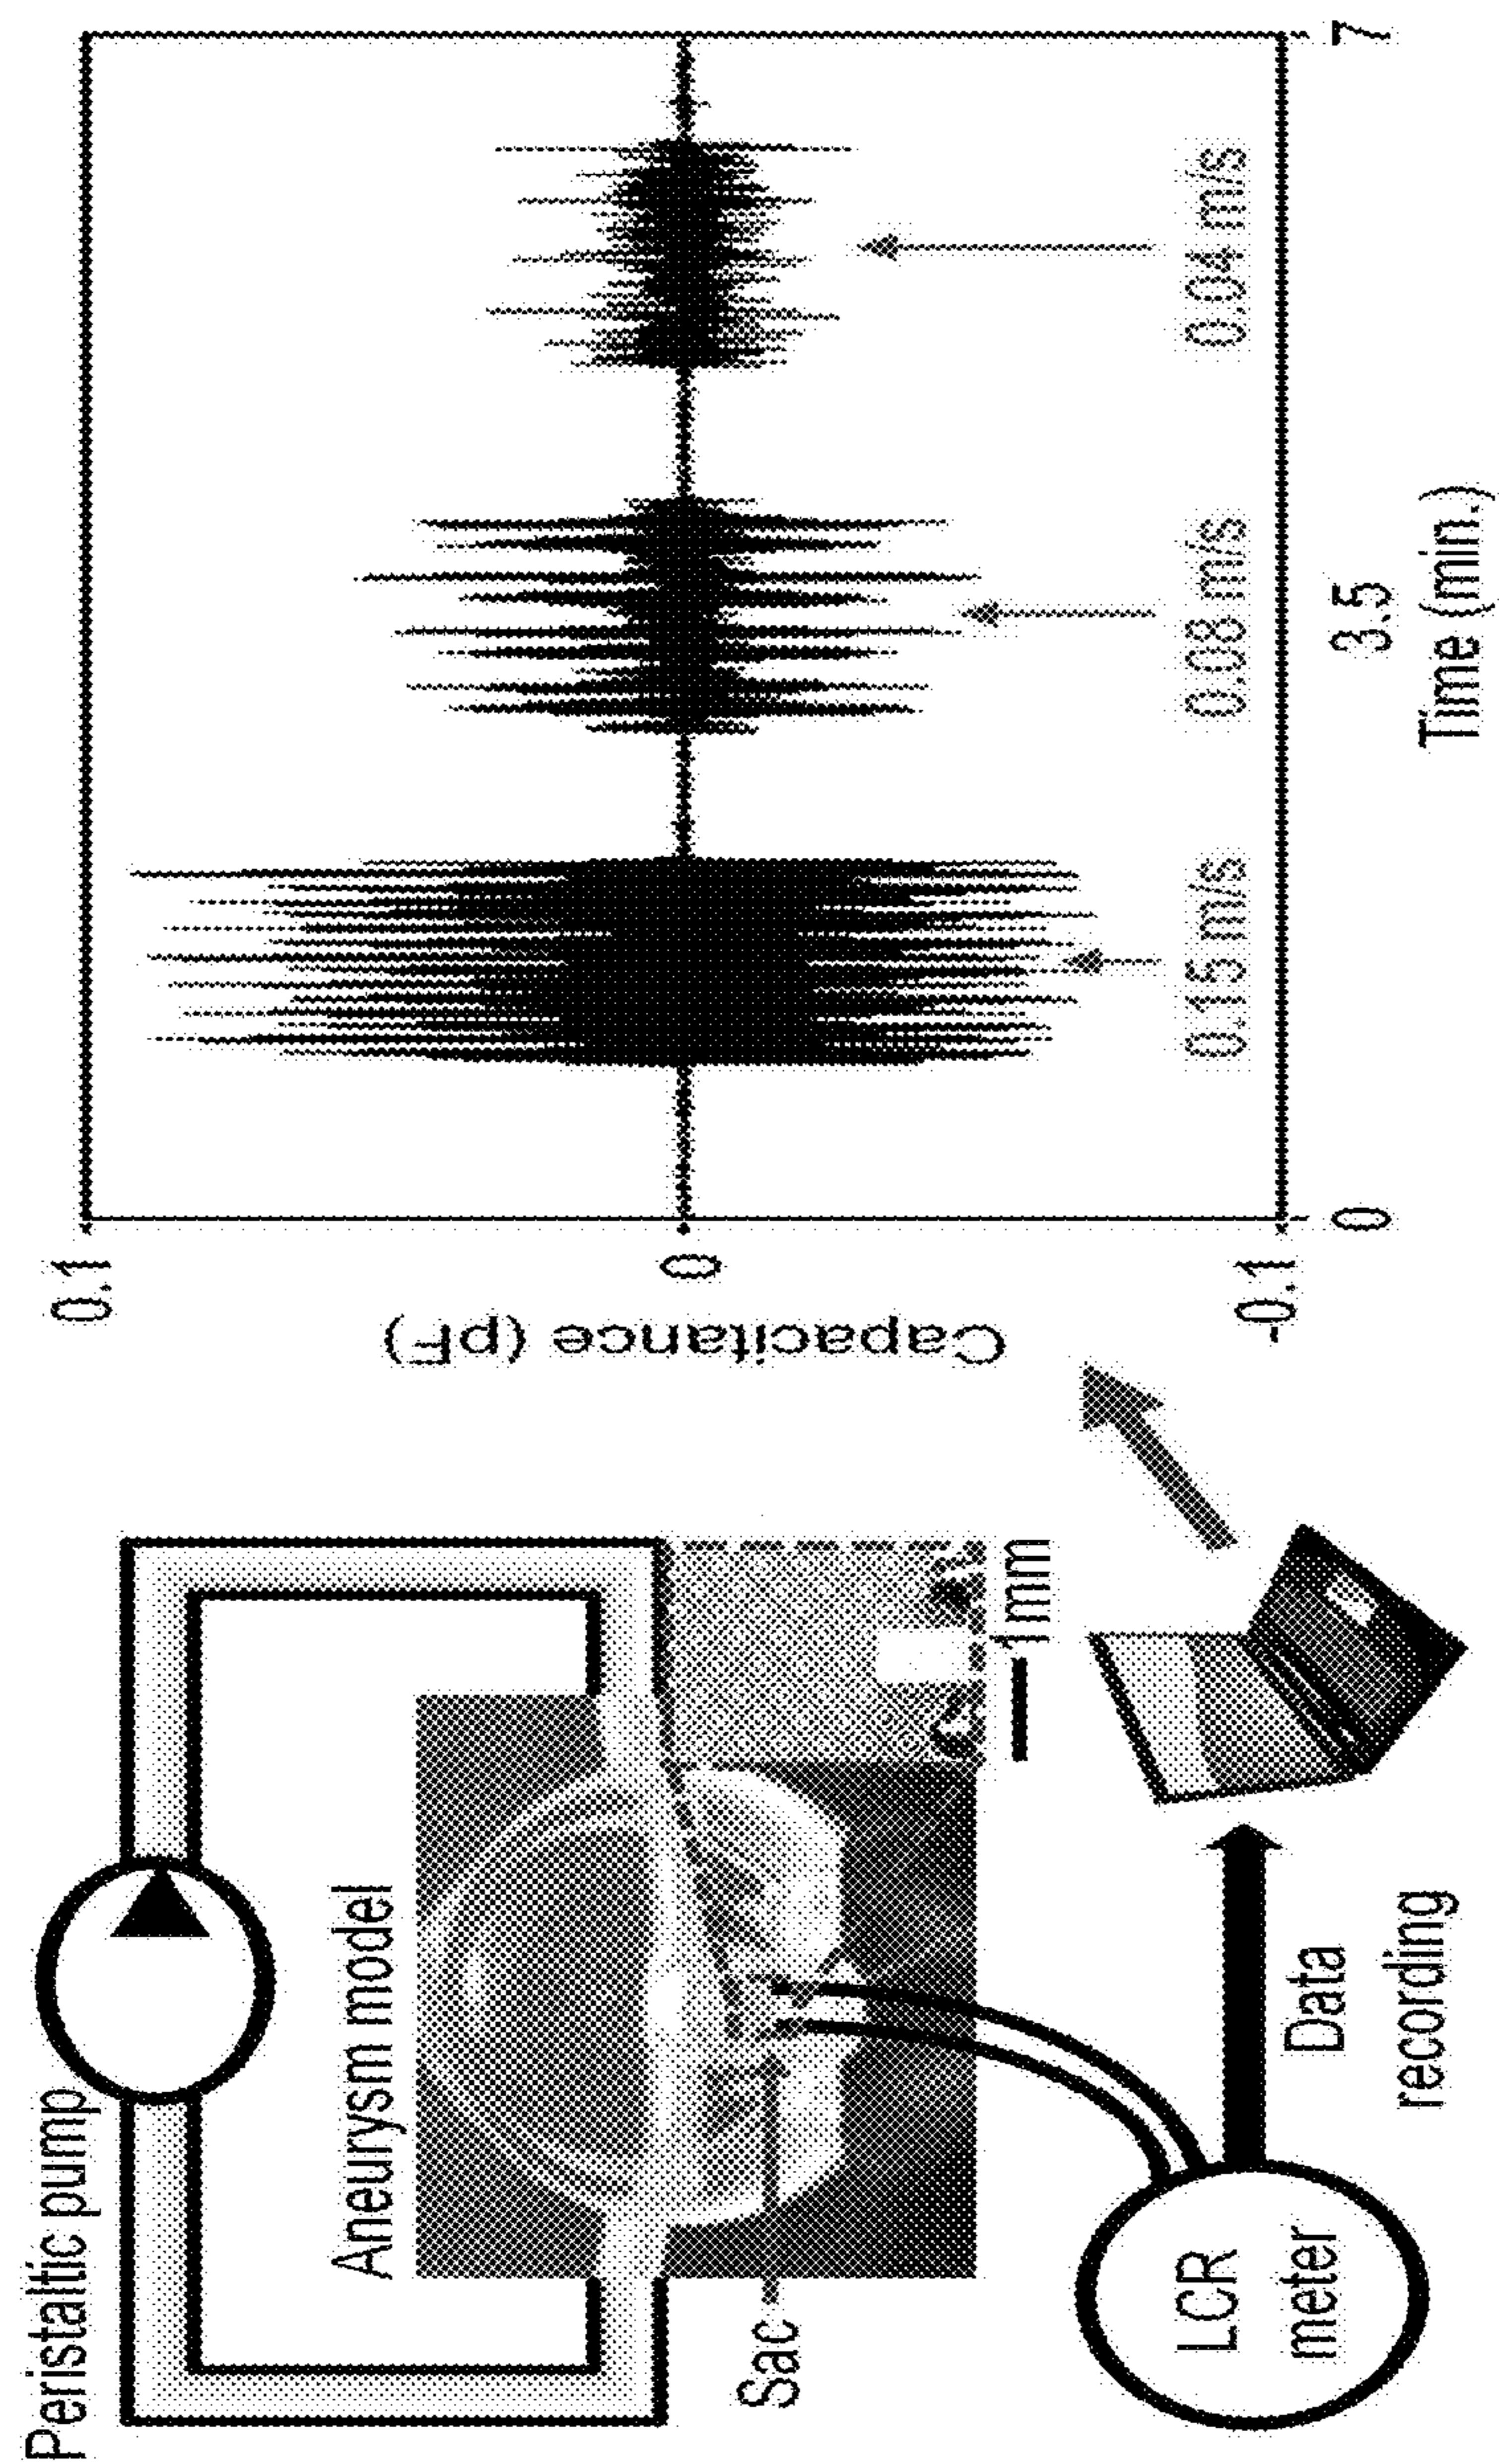 Peristaltic pump
Aneurysm model
Sac
1mm
LCR
meter
Data
recording
0.1
0
-0.1
Capacitance (pF)
0.15 m/s
0.08 m/s
0.04 m/s
0
3.5
7
Time (min.)